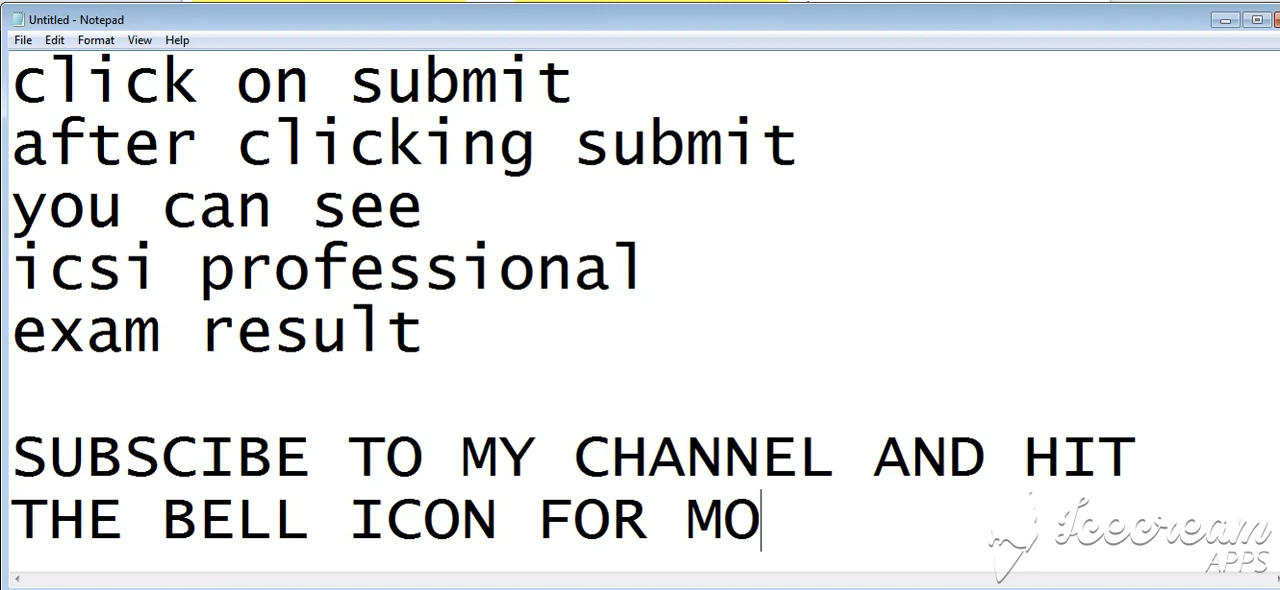 Untitled - Notepad
File Edit Format View Help
click on submit
after clicking submit
you can see
icsi professional
exam result
SUBSCIBE TO MY CHANNEL AND HIT
THE BELL ICON FOR MO
Icecream
APPS